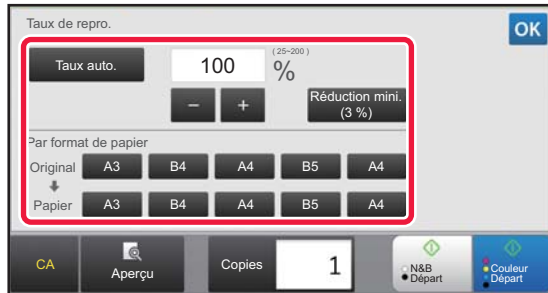 Taux de repro.
OK
Taux auto.
100
(25~200)
%
− +
Réduction mini.
(3 %)
Par format de papier
Original A3 B4 A4 B5 A4
Papier A3 B4 A4 B5 A4
CA
Aperçu
Copies 1
N&B
Départ
Couleur
Départ